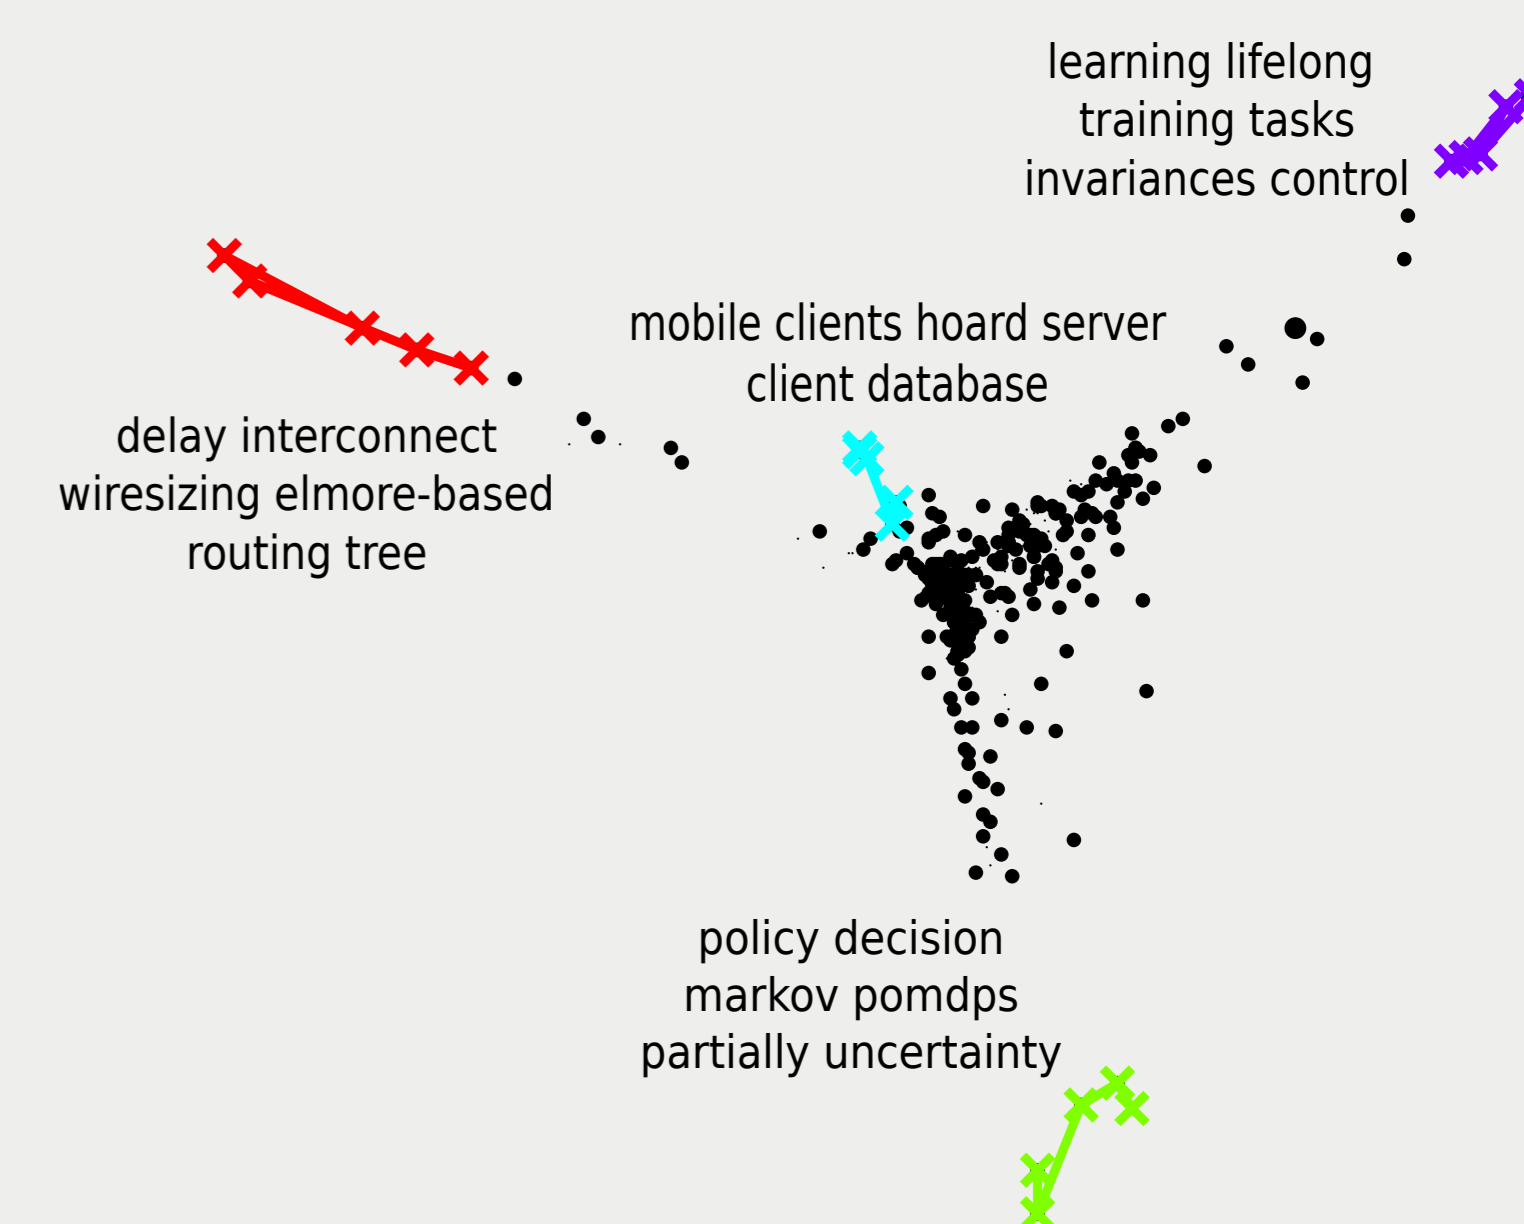 learning lifelong
training tasks
invariances control
mobile clients hoard server
client database
delay interconnect
wiresizing elmore-based
routing tree
policy decision
markov pomdps
partially uncertainty